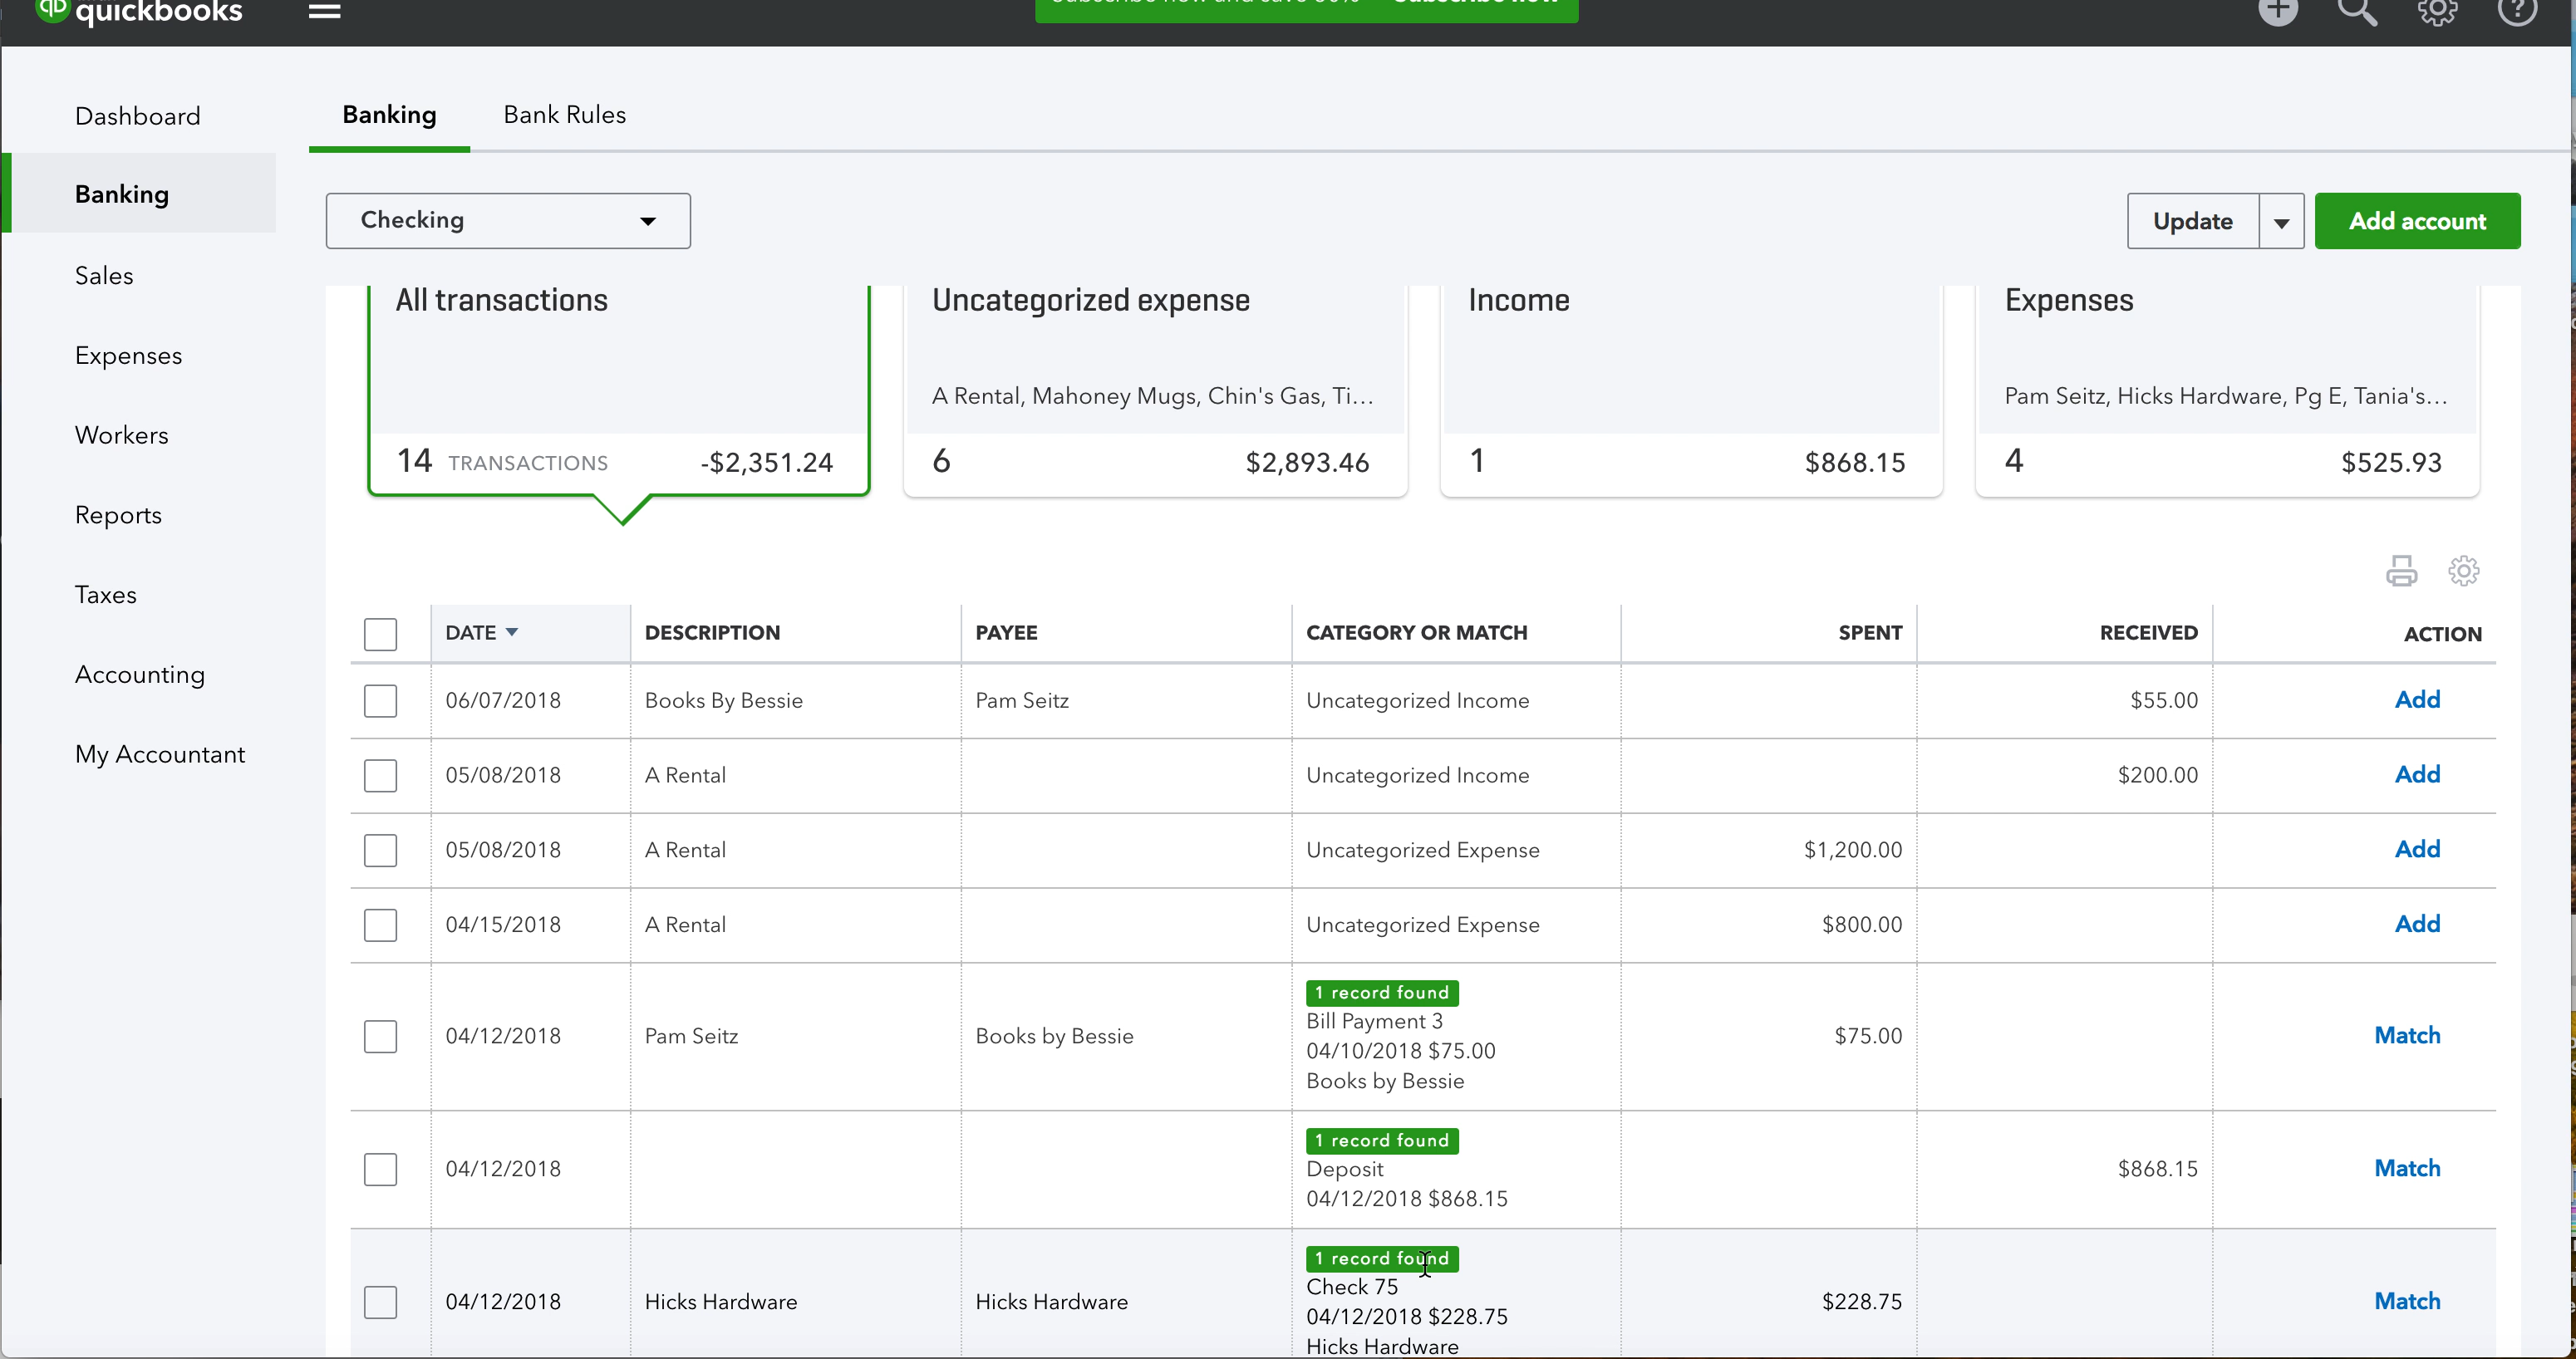 quickbooks
Subscribe now and save 50% Subscribe now
Dashboard
Banking
Sales
Expenses
Workers
Reports
Taxes
Accounting
My Accountant
Banking Bank Rules
Checking
Update
Add account
All transactions
14 TRANSACTIONS -$2,351.24
Uncategorized expense
A Rental, Mahoney Mugs, Chin's Gas, Ti...
6 $2,893.46
Income
1 $868.15
Expenses
Pam Seitz, Hicks Hardware, Pg E, Tania's...
4 $525.93
DATE DESCRIPTION PAYEE CATEGORY OR MATCH SPENT RECEIVED ACTION
06/07/2018 Books By Bessie Pam Seitz Uncategorized Income $55.00 Add
05/08/2018 A Rental Uncategorized Income $200.00 Add
05/08/2018 A Rental Uncategorized Expense $1,200.00 Add
04/15/2018 A Rental Uncategorized Expense $800.00 Add
1 record found
Bill Payment 3
04/12/2018 Pam Seitz Books by Bessie $75.00 Match
04/10/2018 $75.00
Books by Bessie
1 record found
04/12/2018 Deposit $868.15 Match
04/12/2018 $868.15
1 record found
Check 75
04/12/2018 Hicks Hardware Hicks Hardware $228.75 Match
04/12/2018 $228.75
Hicks Hardware